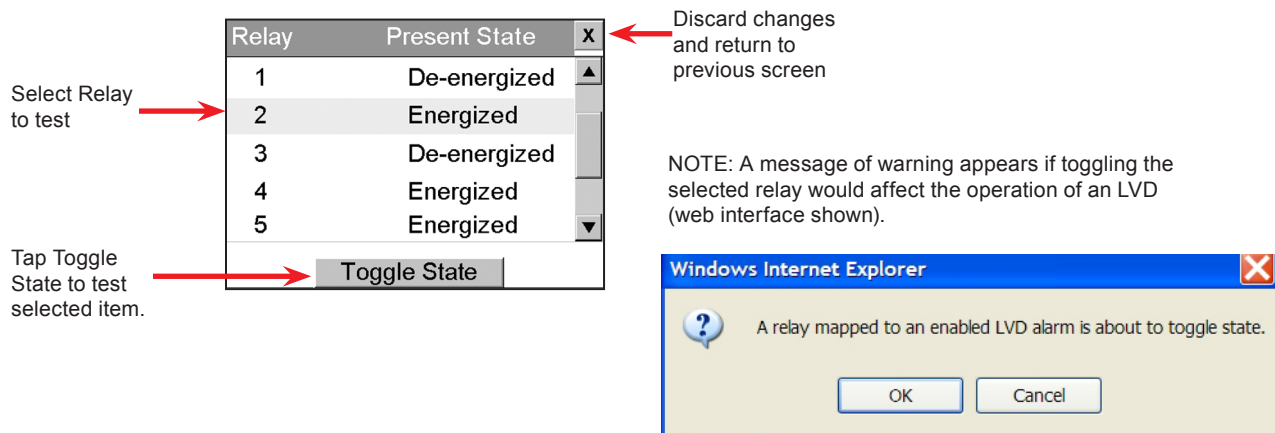 Relay Present State X
1 De-energized
2 Energized
3 De-energized
4 Energized
5 Energized
Toggle State
Select Relay
to test
Tap Toggle
State to test
selected item.
Discard changes
and return to
previous screen
NOTE: A message of warning appears if toggling the
selected relay would affect the operation of an LVD
(web interface shown).
Windows Internet Explorer
A relay mapped to an enabled LVD alarm is about to toggle state.
OK Cancel